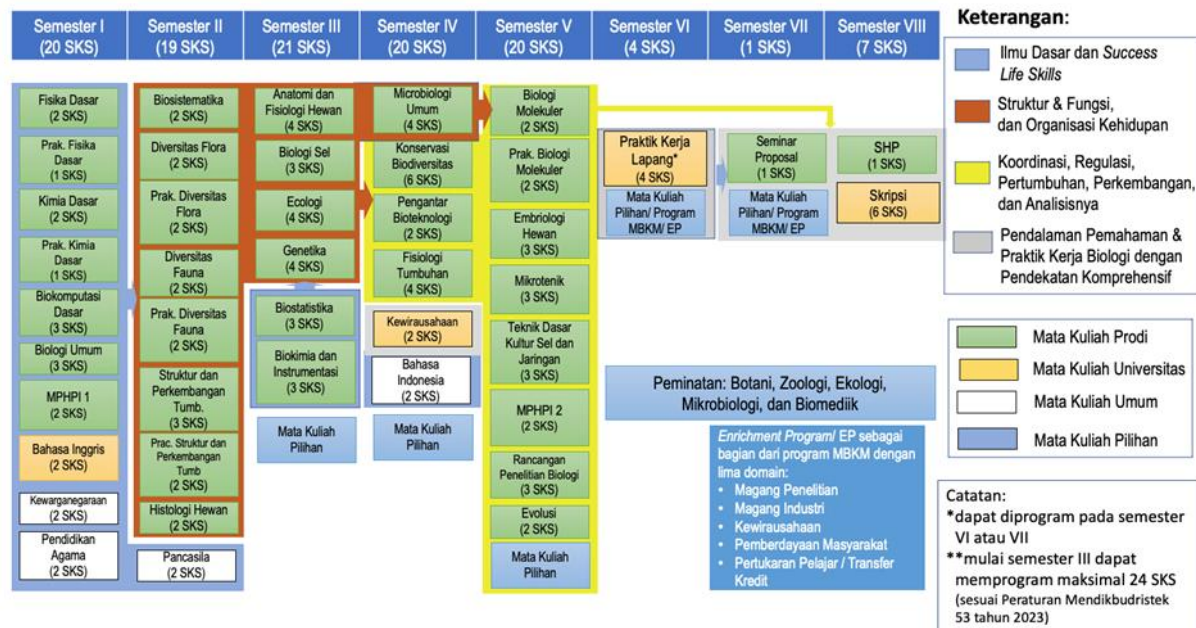 Semester I
(20 SKS)
Semester II
(19 SKS)
Semester III
(21 SKS)
Semester IV
(20 SKS)
Semester V
(20 SKS)
Semester VI
(4 SKS)
Semester VII
(1 SKS)
Semester VIII
(7 SKS)
Fisika Dasar
(2 SKS)
Prak. Fisika
Dasar
(1 SKS)
Kimia Dasar
(2 SKS)
Prak. Kimia
Dasar
(1 SKS)
Biokomputasi
Dasar
(3 SKS)
Biologi Umum
(3 SKS)
MPHPI 1
(2 SKS)
Bahasa Inggris
(2 SKS)
Kewarganegaraan
(2 SKS)
Pendidikan
Agama
(2 SKS)
Biosistematika
(2 SKS)
Diversitas Flora
(2 SKS)
Prak. Diversitas
Flora
(2 SKS)
Diversitas
Fauna
(2 SKS)
Prak. Diversitas
Fauna
(2 SKS)
Struktur dan
Perkembangan
Tumb.
(3 SKS)
Prac. Struktur dan
Perkembangan
Tumb
(2 SKS)
Histologi Hewan
(2 SKS)
Pancasila
(2 SKS)
Anatomi dan
Fisiologi Hewan
(4 SKS)
Biologi Sel
(3 SKS)
Ecologi
(4 SKS)
Genetika
(4 SKS)
Biostatistika
(3 SKS)
Biokimia dan
Instrumentasi
(3 SKS)
Mata Kuliah
Pilihan
Microbiologi
Umum
(4 SKS)
Konservasi
Biodiversitas
(6 SKS)
Pengantar
Bioteknologi
(2 SKS)
Fisiologi
Tumbuhan
(4 SKS)
Kewirausahaan
(2 SKS)
Bahasa
Indonesia
(2 SKS)
Mata Kuliah
Pilihan
Biologi
Molekuler
(2 SKS)
Prak. Biologi
Molekuler
(2 SKS)
Embriologi
Hewan
(3 SKS)
Mikrotenik
(3 SKS)
Teknik Dasar
Kultur Sel dan
Jaringan
(3 SKS)
MPHPI 2
(2 SKS)
Rancangan
Penelitian Biologi
(3 SKS)
Evolusi
(2 SKS)
Mata Kuliah
Pilihan
Praktik Kerja
Lapang*
(4 SKS)
Mata Kuliah
Pilihan/ Program
MBKM/ EP
Seminar
Proposal
(1 SKS)
Mata Kuliah
Pilihan/ Program
MBKM/ EP
SHP
(1 SKS)
Skripsi
(6 SKS)
Peminatan: Botani, Zoologi, Ekologi,
Mikrobiologi, dan Biomediik
Enrichment Program/ EP sebagai
bagian dari program MBKM dengan
lima domain:
• Magang Penelitian
• Magang Industri
• Kewirausahaan
• Pemberdayaan Masyarakat
• Pertukaran Pelajar / Transfer
Kredit
Keterangan:
Ilmu Dasar dan Success
Life Skills
Struktur & Fungsi,
dan Organisasi Kehidupan
Koordinasi, Regulasi,
Pertumbuhan, Perkembangan,
dan Analisisnya
Pendalaman Pemahaman &
Praktik Kerja Biologi dengan
Pendekatan Komprehensif
Mata Kuliah Prodi
Mata Kuliah Universitas
Mata Kuliah Umum
Mata Kuliah Pilihan
Catatan:
*dapat diprogram pada semester
VI atau VII
**mulai semester III dapat
memprogram maksimal 24 SKS
(sesuai Peraturan Mendikbudristek
53 tahun 2023)